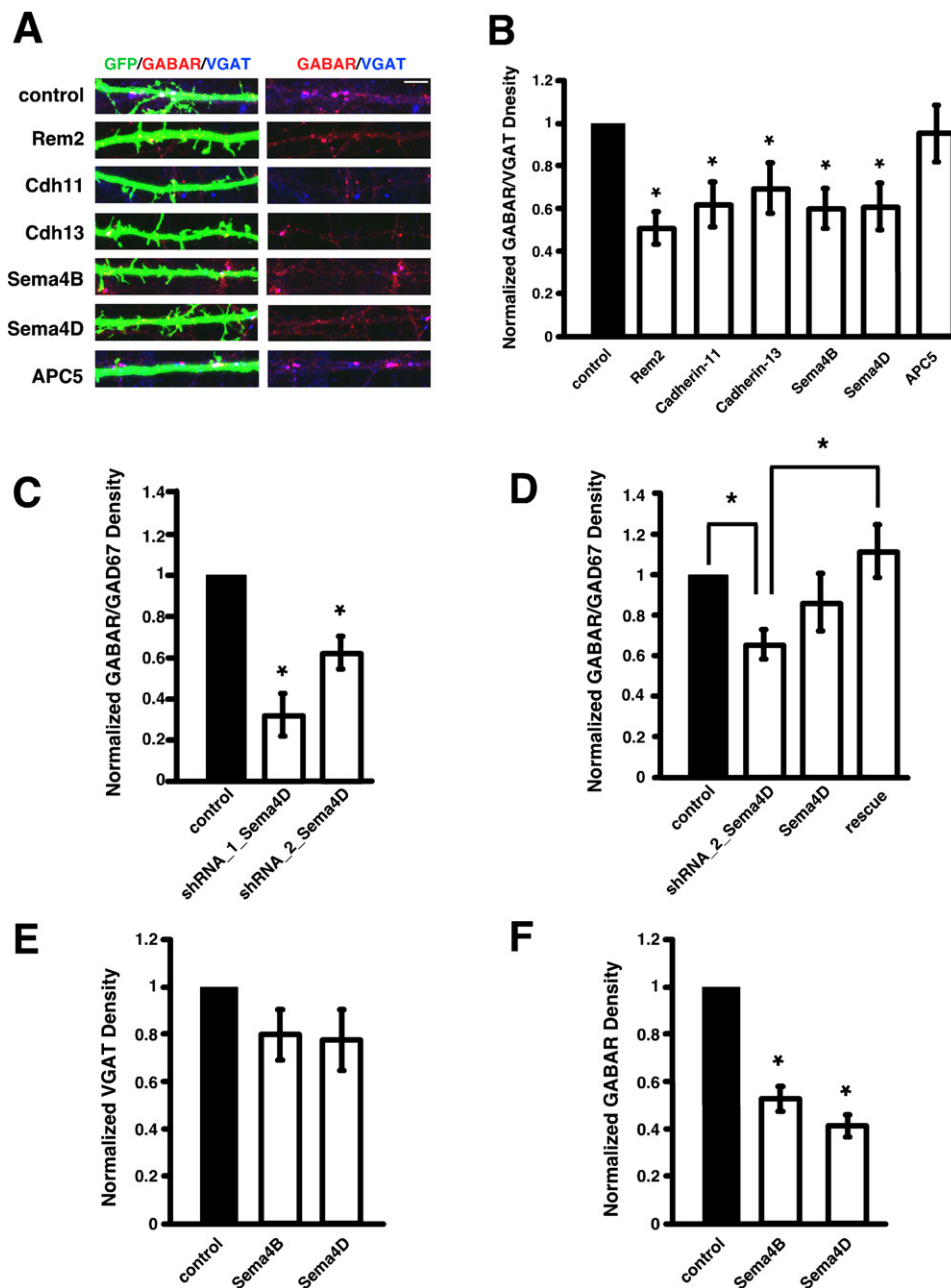 A
GFP/GABAR/VGAT GABAR/VGAT
control
Rem2
Cdh11
Cdh13
Sema4B
Sema4D
APC5
B
Normalized GABAR/VGAT Dnesity
1.2
1
0.8
0.6
0.4
0.2
0
* * * * *
control Rem2 Cadherin-11 Cadherin-13 Sema4B Sema4D APC5
C
Normalized GABAR/GAD67 Density
1.4
1.2
1
0.8
0.6
0.4
0.2
0
* *
control shRNA_1_Sema4D shRNA_2_Sema4D
D
Normalized GABAR/GAD67 Density
1.4
1.2
1
0.8
0.6
0.4
0.2
0
* *
control shRNA_2_Sema4D Sema4D rescue
E
Normalized VGAT Density
1.2
1
0.8
0.6
0.4
0.2
0
control Sema4B Sema4D
F
Normalized GABAR Density
1.2
1
0.8
0.6
0.4
0.2
0
* *
control Sema4B Sema4D